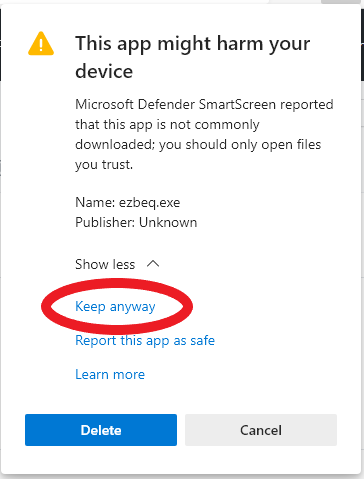 This app might harm your
device
Microsoft Defender SmartScreen reported
that this app is not commonly
downloaded; you should only open files
you trust.
Name: ezbeq.exe
Publisher: Unknown
Show less
Keep anyway
Report this app as safe
Learn more
Delete
Cancel